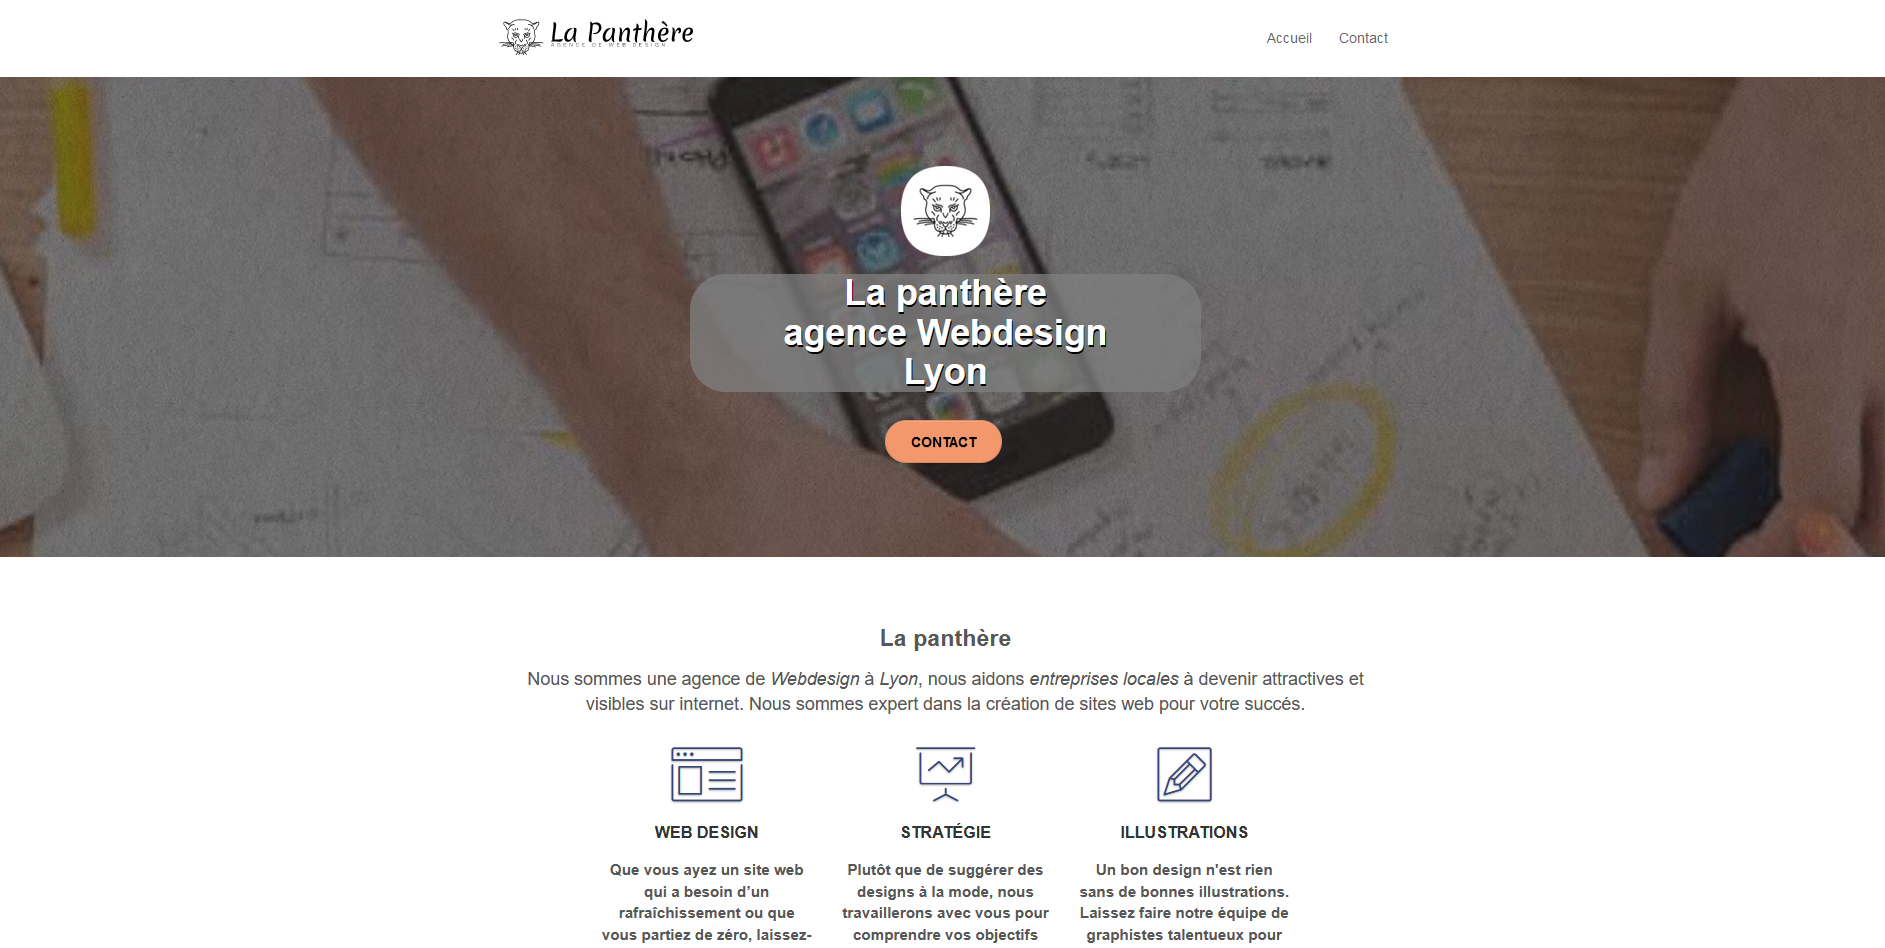 La Panthère
AGENCE DE WEB DESIGN
Accueil Contact
La panthère
agence Webdesign
Lyon
CONTACT
La panthère
Nous sommes une agence de Webdesign à Lyon, nous aidons entreprises locales à devenir attractives et
visibles sur internet. Nous sommes expert dans la création de sites web pour votre succés.
WEB DESIGN
Que vous ayez un site web
qui a besoin d’un
rafraîchissement ou que
vous partiez de zéro, laissez-
STRATÉGIE
Plutôt que de suggérer des
designs à la mode, nous
travaillerons avec vous pour
comprendre vos objectifs
ILLUSTRATIONS
Un bon design n'est rien
sans de bonnes illustrations.
Laissez faire notre équipe de
graphistes talentueux pour